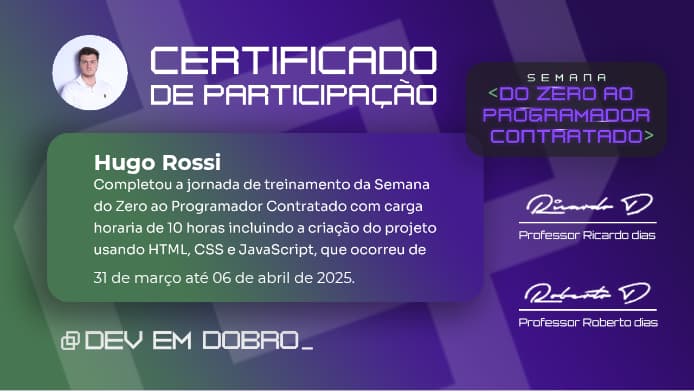 CERTIFICADO
DE PARTICIPAÇÃO
SEMANA
<DO ZERO AO
PROGRAMADOR
CONTRATADO>
Hugo Rossi
Completou a jornada de treinamento da Semana
do Zero ao Programador Contratado com carga
horaria de 10 horas incluindo a criação do projeto
usando HTML, CSS e JavaScript, que ocorreu de
31 de março até 06 de abril de 2025.
Ricardo D
Professor Ricardo dias
Roberto D
Professor Roberto dias
DEV EM DOBRO_